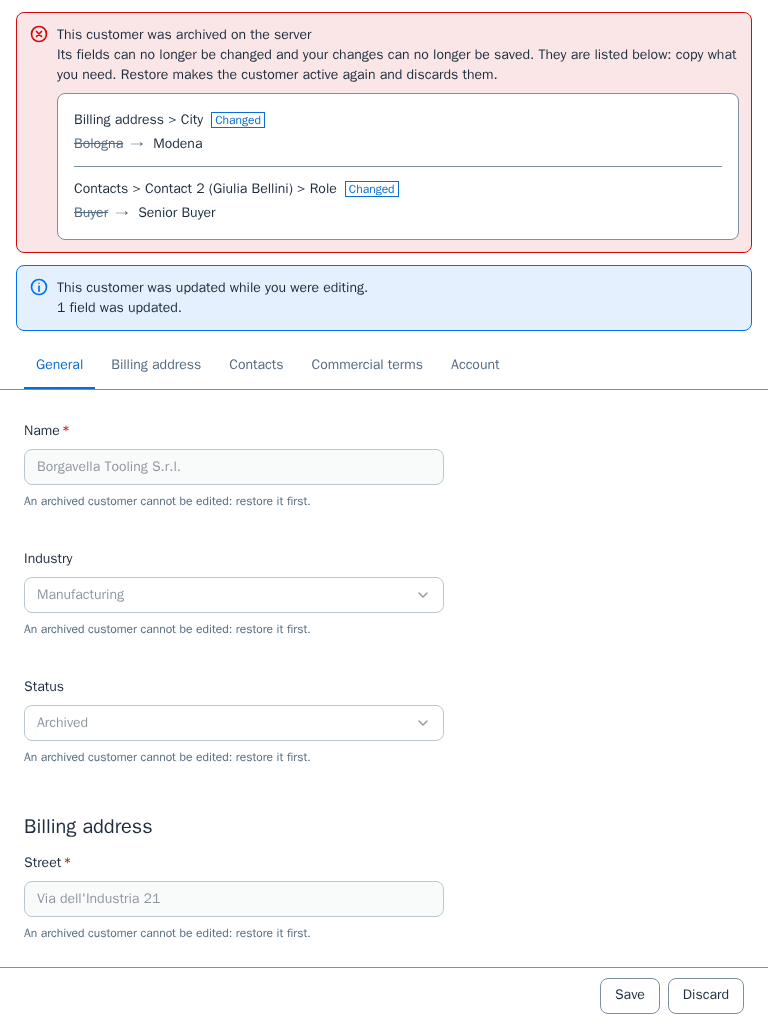 This customer was archived on the server
Its fields can no longer be changed and your changes can no longer be saved. They are listed below: copy what
you need. Restore makes the customer active again and discards them.
Billing address > City Changed
Bologna → Modena
Contacts > Contact 2 (Giulia Bellini) > Role Changed
Buyer → Senior Buyer
This customer was updated while you were editing.
1 field was updated.
General Billing address Contacts Commercial terms Account
Name *
Borgavella Tooling S.r.l.
An archived customer cannot be edited: restore it first.
Industry
Manufacturing
An archived customer cannot be edited: restore it first.
Status
Archived
An archived customer cannot be edited: restore it first.
Billing address
Street *
Via dell'Industria 21
An archived customer cannot be edited: restore it first.
Save Discard